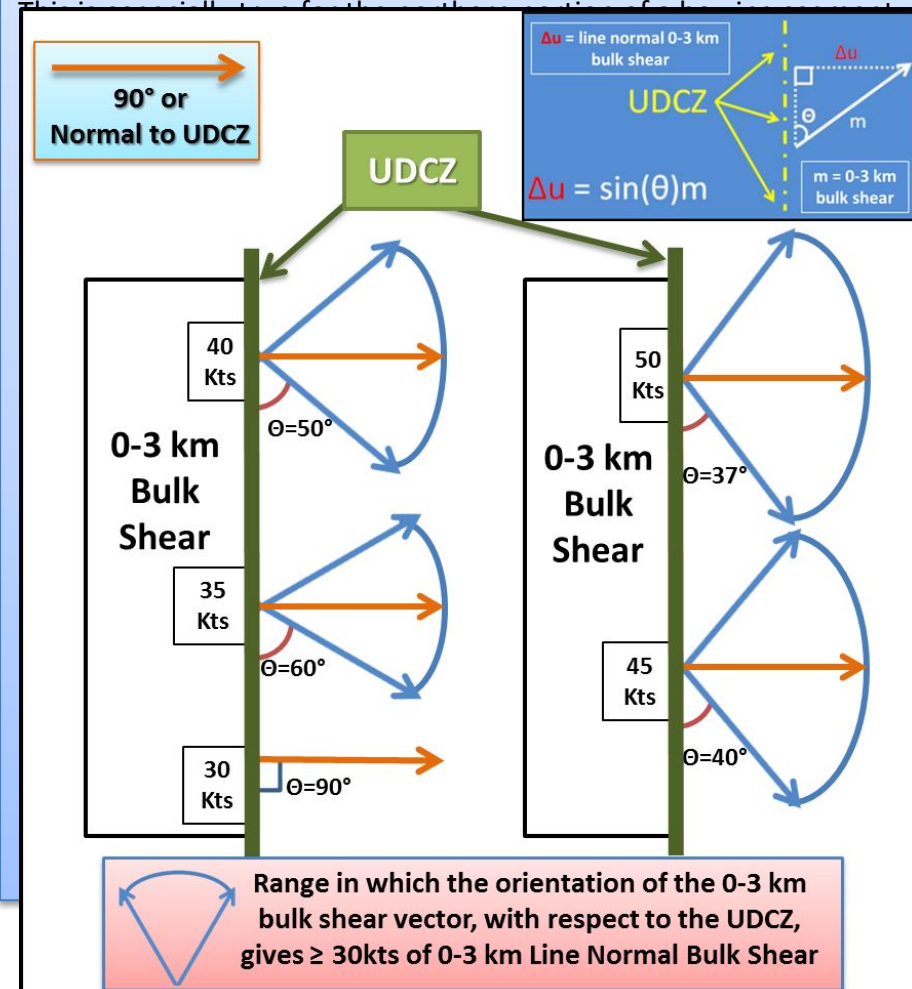 90° or
Normal to UDCZ
UDCZ
Δu = line normal 0-3 km
bulk shear
UDCZ
Δu
Θ
m
Δu = sin(θ)m
m = 0-3 km
bulk shear
40
Kts
Θ=50°
0-3 km
Bulk
Shear
35
Kts
Θ=60°
30
Kts
Θ=90°
50
Kts
Θ=37°
0-3 km
Bulk
Shear
45
Kts
Θ=40°
Range in which the orientation of the 0-3 km
bulk shear vector, with respect to the UDCZ,
gives ≥ 30kts of 0-3 km Line Normal Bulk Shear